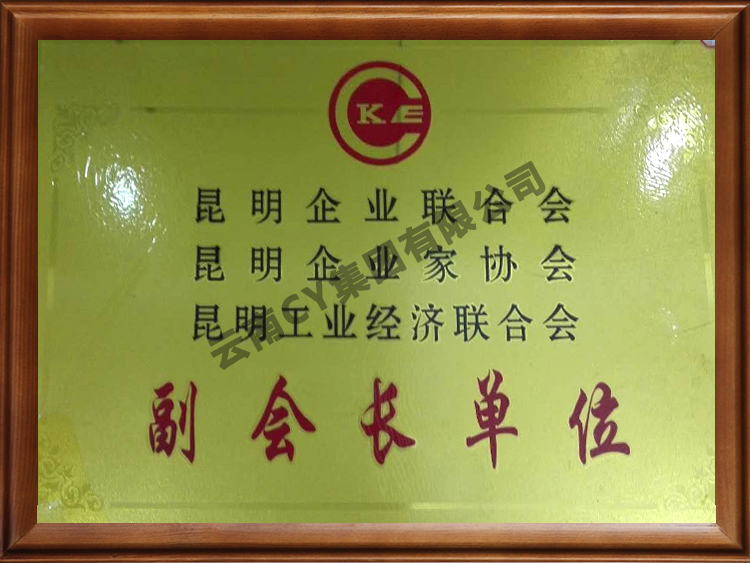 KE
昆明企业联合会
昆明企业家协会
昆明工业经济联合会
副会长单位
云南CY集团有限公司